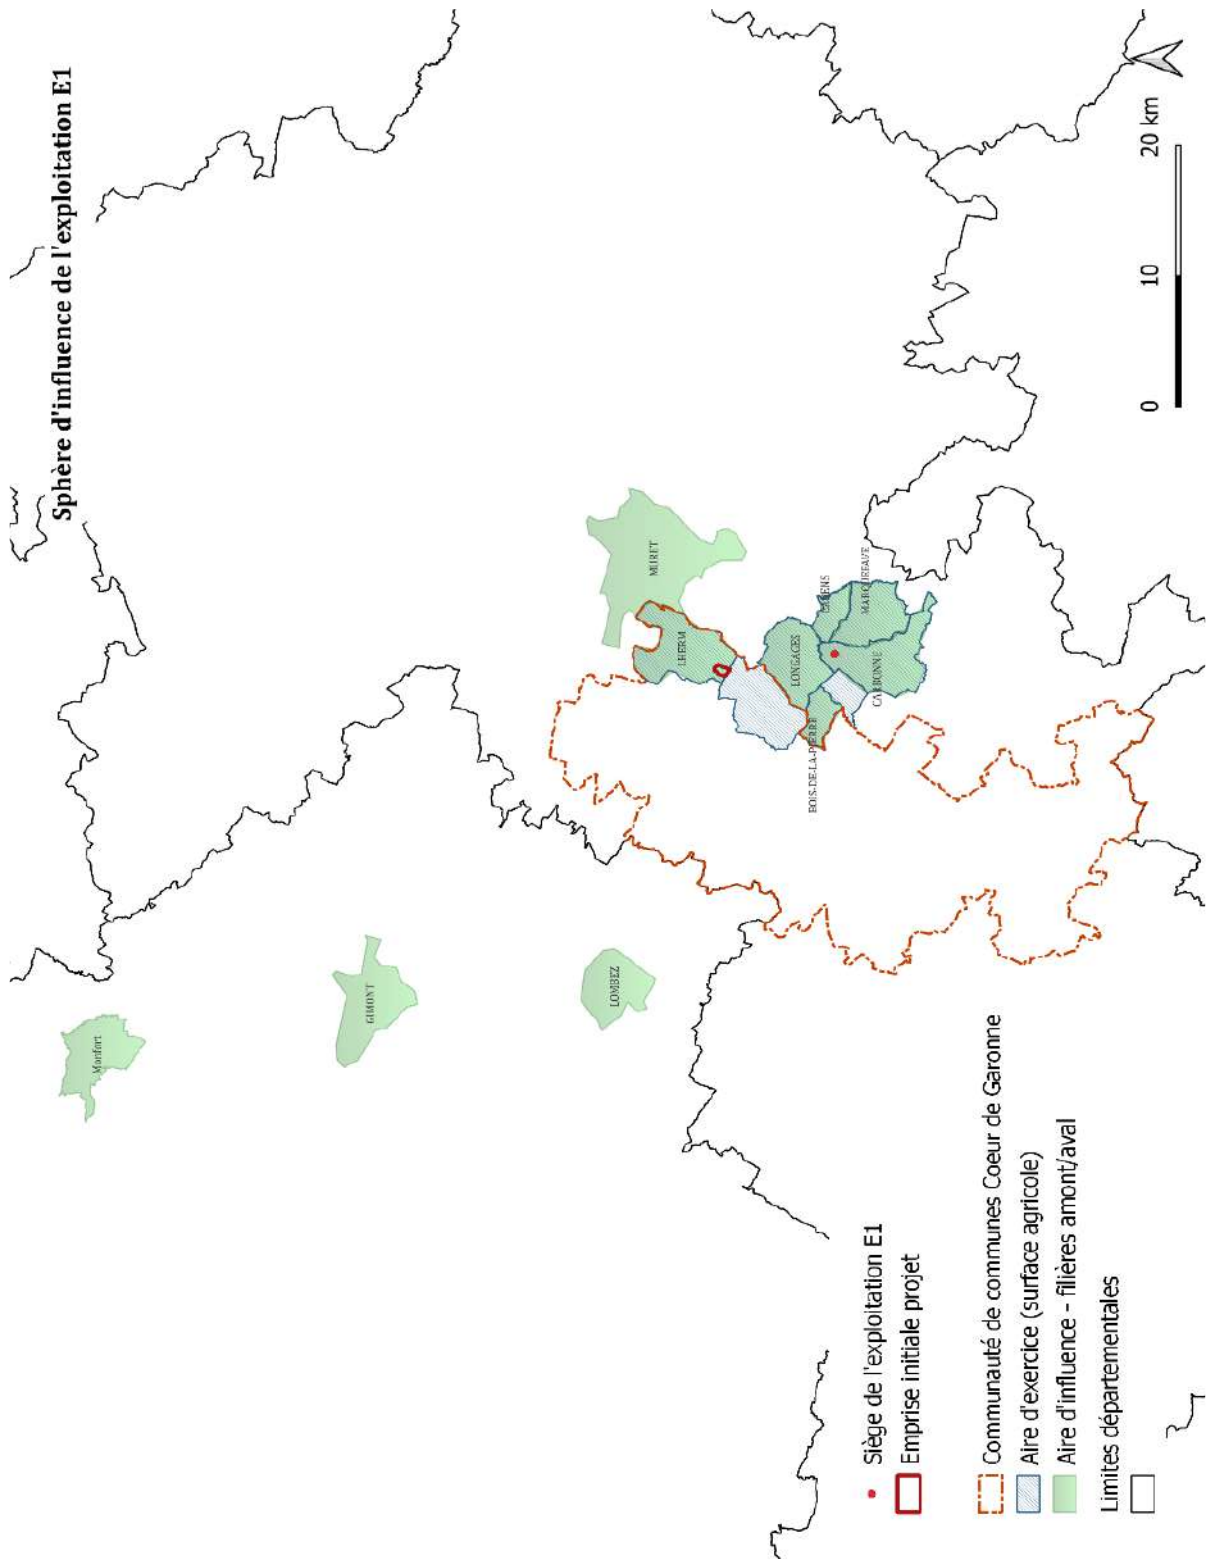 Sphère d'influence de l'exploitation E1
Monfort
GIMONT
LOMBEZ
MURET
LHERM
LONGAGES
BOIS-DE-LA-PIERRE
CARBONNE
MARQUEFAVE
Siège de l'exploitation E1
Emprise initiale projet
Communauté de communes Coeur de Garonne
Aire d'exercice (surface agricole)
Aire d'influence - filières amont/aval
Limites départementales
0 10 20 km